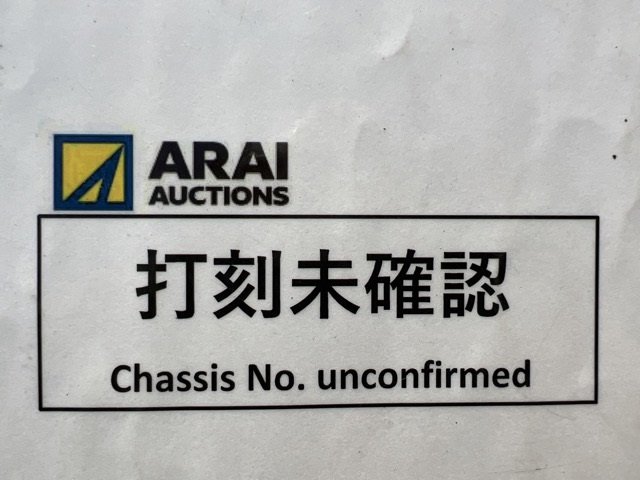 ARAI
AUCTIONS
打刻未確認
Chassis No. unconfirmed